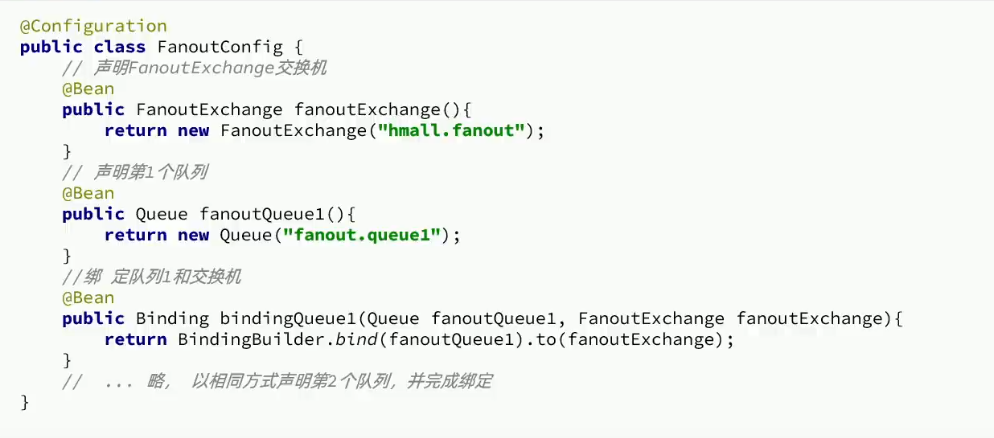 @Configuration
public class FanoutConfig {
// 声明FanoutExchange交换机
@Bean
public FanoutExchange fanoutExchange(){
return new FanoutExchange("hmall.fanout");
}
// 声明第1个队列
@Bean
public Queue fanoutQueue1(){
return new Queue("fanout.queue1");
}
//绑 定队列1和交换机
@Bean
public Binding bindingQueue1(Queue fanoutQueue1, FanoutExchange fanoutExchange){
return BindingBuilder.bind(fanoutQueue1).to(fanoutExchange);
}
// ... 略， 以相同方式声明第2个队列，并完成绑定
}